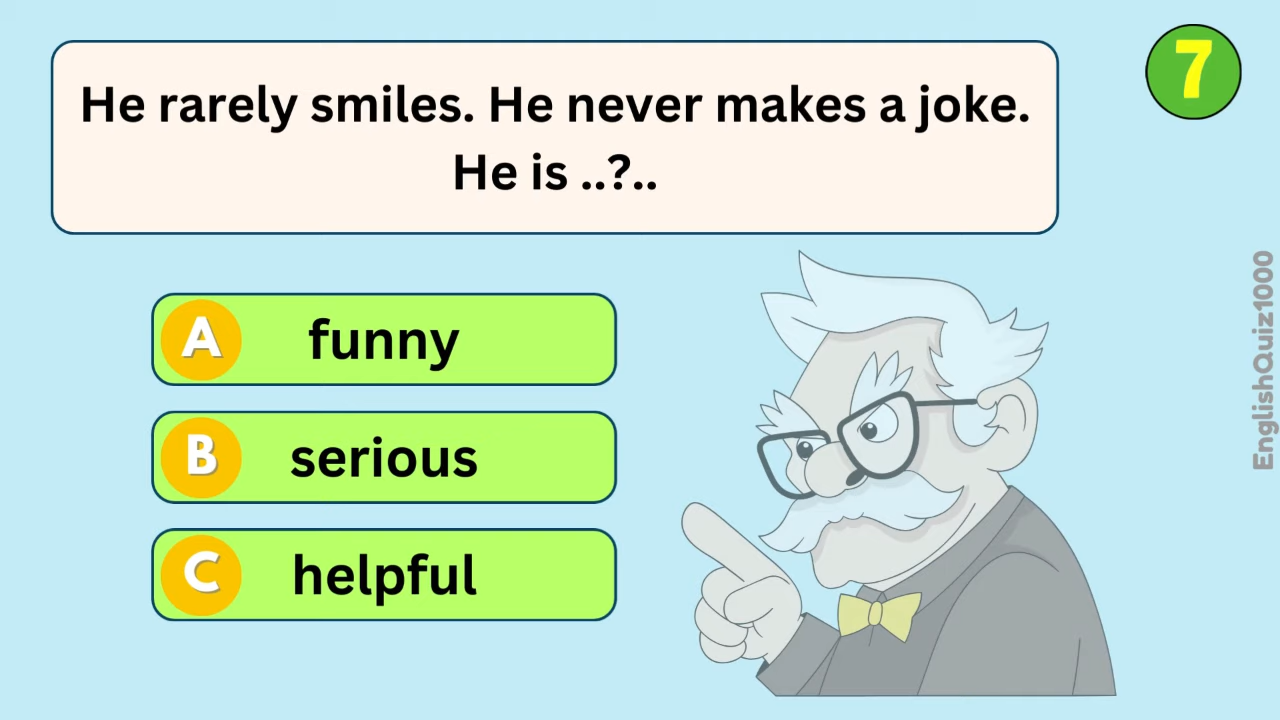 He rarely smiles. He never makes a joke.
He is ..?..
7
A funny
B serious
C helpful
EnglishQuiz1000